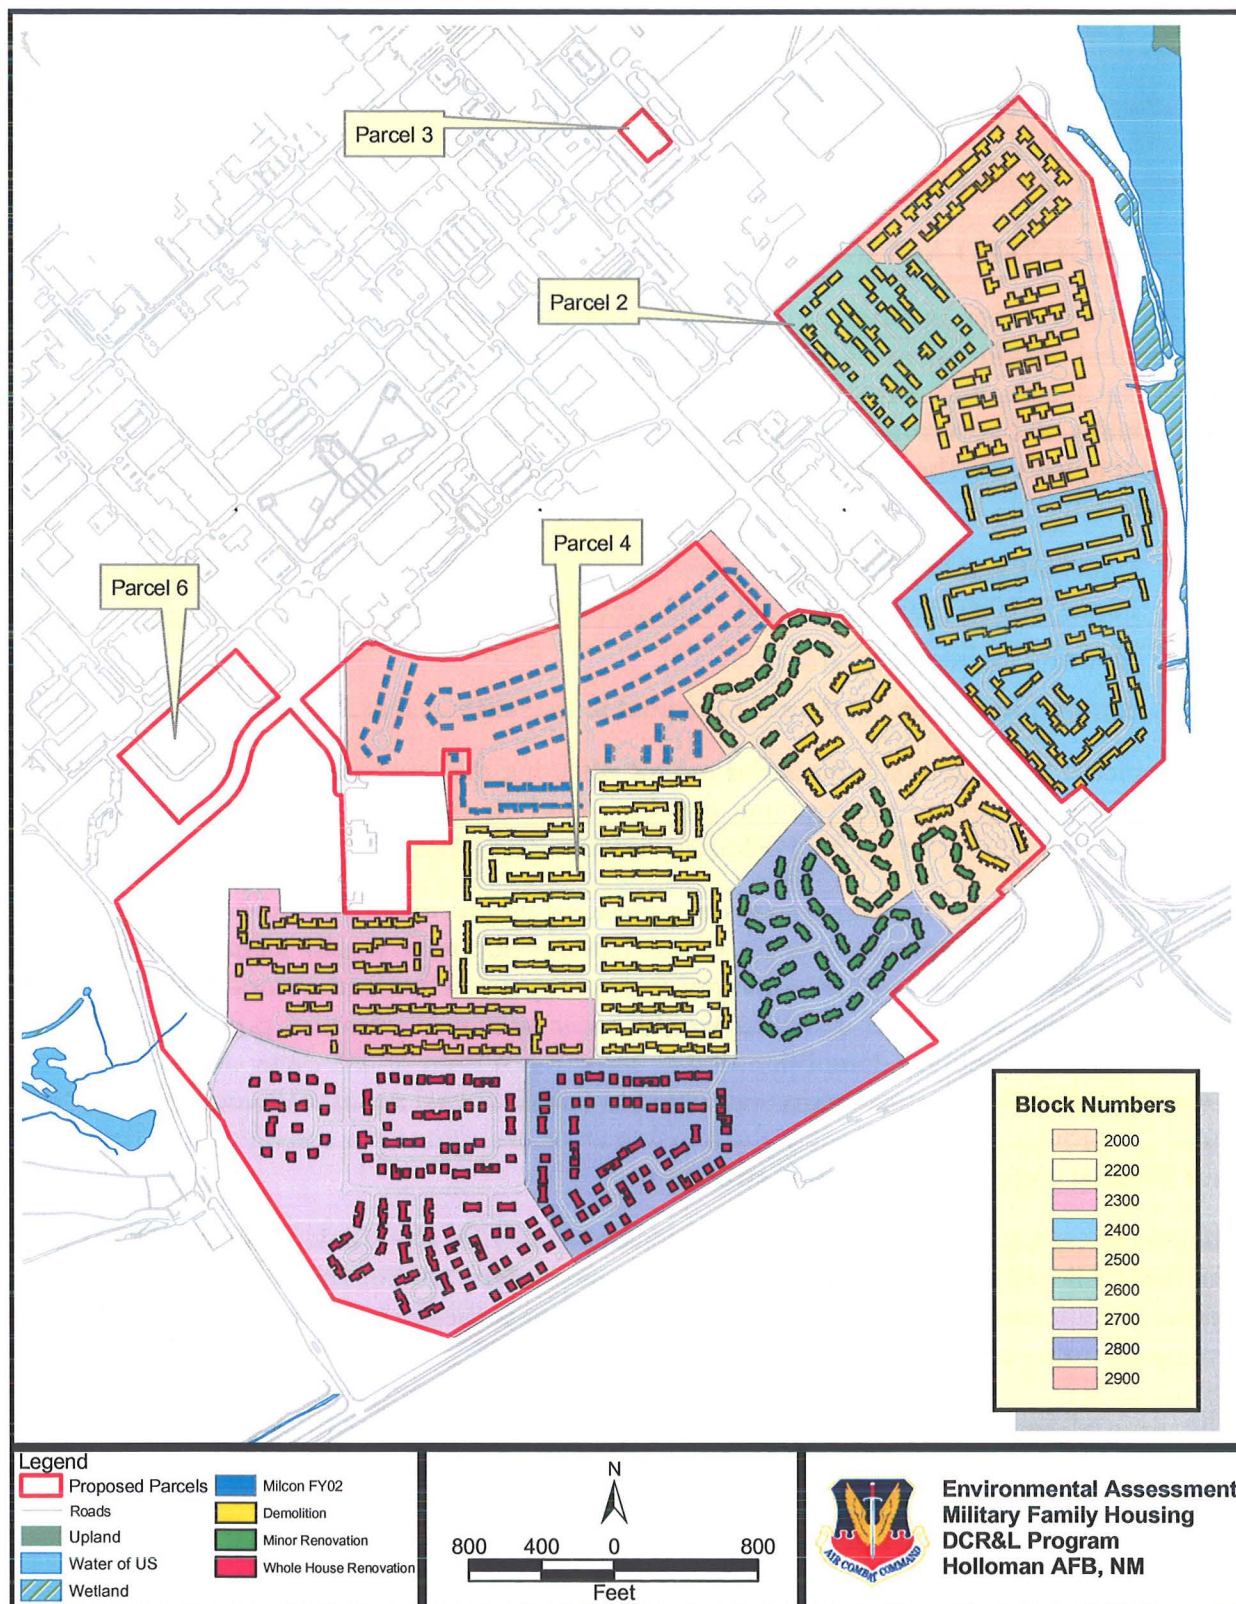 Parcel 3
Parcel 2
Parcel 4
Parcel 6
Block Numbers
2000
2200
2300
2400
2500
2600
2700
2800
2900
Legend
Proposed Parcels
Roads
Upland
Water of US
Wetland
Milcon FY02
Demolition
Minor Renovation
Whole House Renovation
N
800 400 0 800
Feet
AIR COMBAT COMMAND
Environmental Assessment
Military Family Housing
DCR&L Program
Holloman AFB, NM